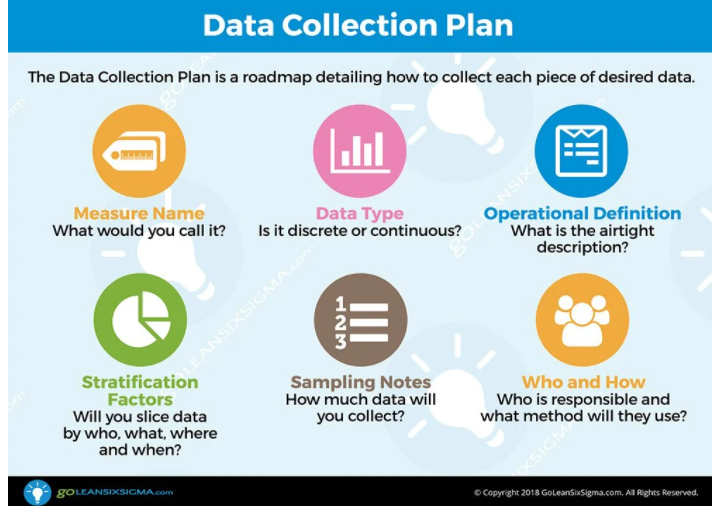 Data Collection Plan
The Data Collection Plan is a roadmap detailing how to collect each piece of desired data.
Measure Name
What would you call it?
Data Type
Is it discrete or continuous?
Operational Definition
What is the airtight
description?
1
2
3
Stratification
Factors
Will you slice data
by who, what, where
and when?
Sampling Notes
How much data will
you collect?
Who and How
Who is responsible and
what method will they use?
goLEANSIXSIGMA.com
© Copyright 2018 GoLeanSixSigma.com. All Rights Reserved.